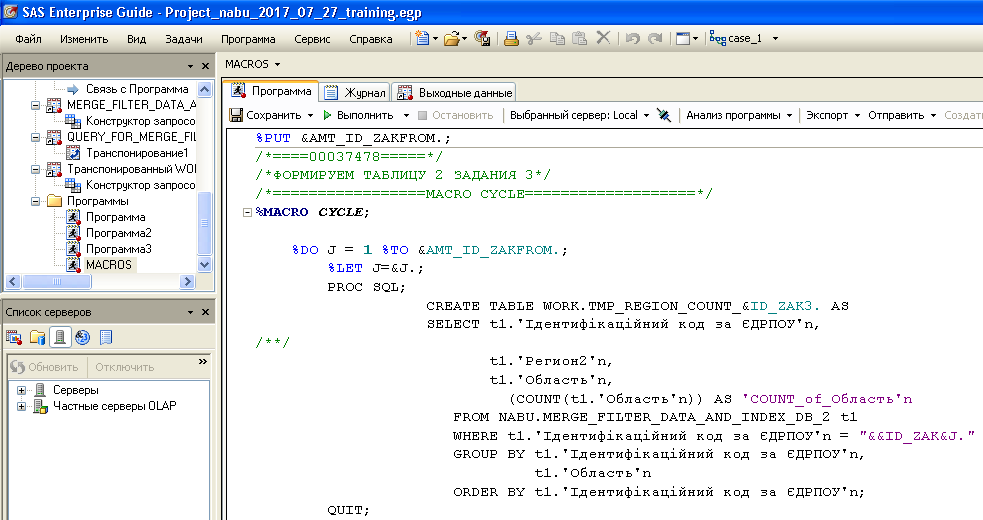 SAS Enterprise Guide - Project_nabu_2017_07_27_training.egp
Файл Изменить Вид Задачи Программа Сервис Справка case_1
Дерево проекта
Связь с Программа
MERGE_FILTER_DATA_A
Конструктор запросо
QUERY_FOR_MERGE_FI
Транспонирование1
Транспонированный WO
Конструктор запросо
Программы
Программа
Программа2
Программа3
MACROS
Список серверов
Обновить Отключить »
Серверы
Частные серверы OLAP
MACROS
Программа Журнал Выходные данные
Сохранить Выполнить Остановить Выбранный сервер: Local Анализ программы Экспорт Отправить Создат
%PUT &AMT_ID_ZAKFROM.;
/*====00037478=====*/
/*ФОРМИРУЕМ ТАБЛИЦУ 2 ЗАДАНИЯ 3*/
/*=================MACRO CYCLE===================*/
%MACRO CYCLE;
%DO J = 1 %TO &AMT_ID_ZAKFROM.;
%LET J=&J.;
PROC SQL;
CREATE TABLE WORK.TMP_REGION_COUNT_&ID_ZAK3. AS
SELECT t1.'Ідентифікаційний код за ЄДРПОУ'n,
/**/
t1.'Регион2'n,
t1.'Область'n,
(COUNT(t1.'Область'n)) AS 'COUNT_of_Область'n
FROM NABU.MERGE_FILTER_DATA_AND_INDEX_DB_2 t1
WHERE t1.'Ідентифікаційний код за ЄДРПОУ'n = "&&ID_ZAK&J."
GROUP BY t1.'Ідентифікаційний код за ЄДРПОУ'n,
t1.'Область'n
ORDER BY t1.'Ідентифікаційний код за ЄДРПОУ'n;
QUIT;